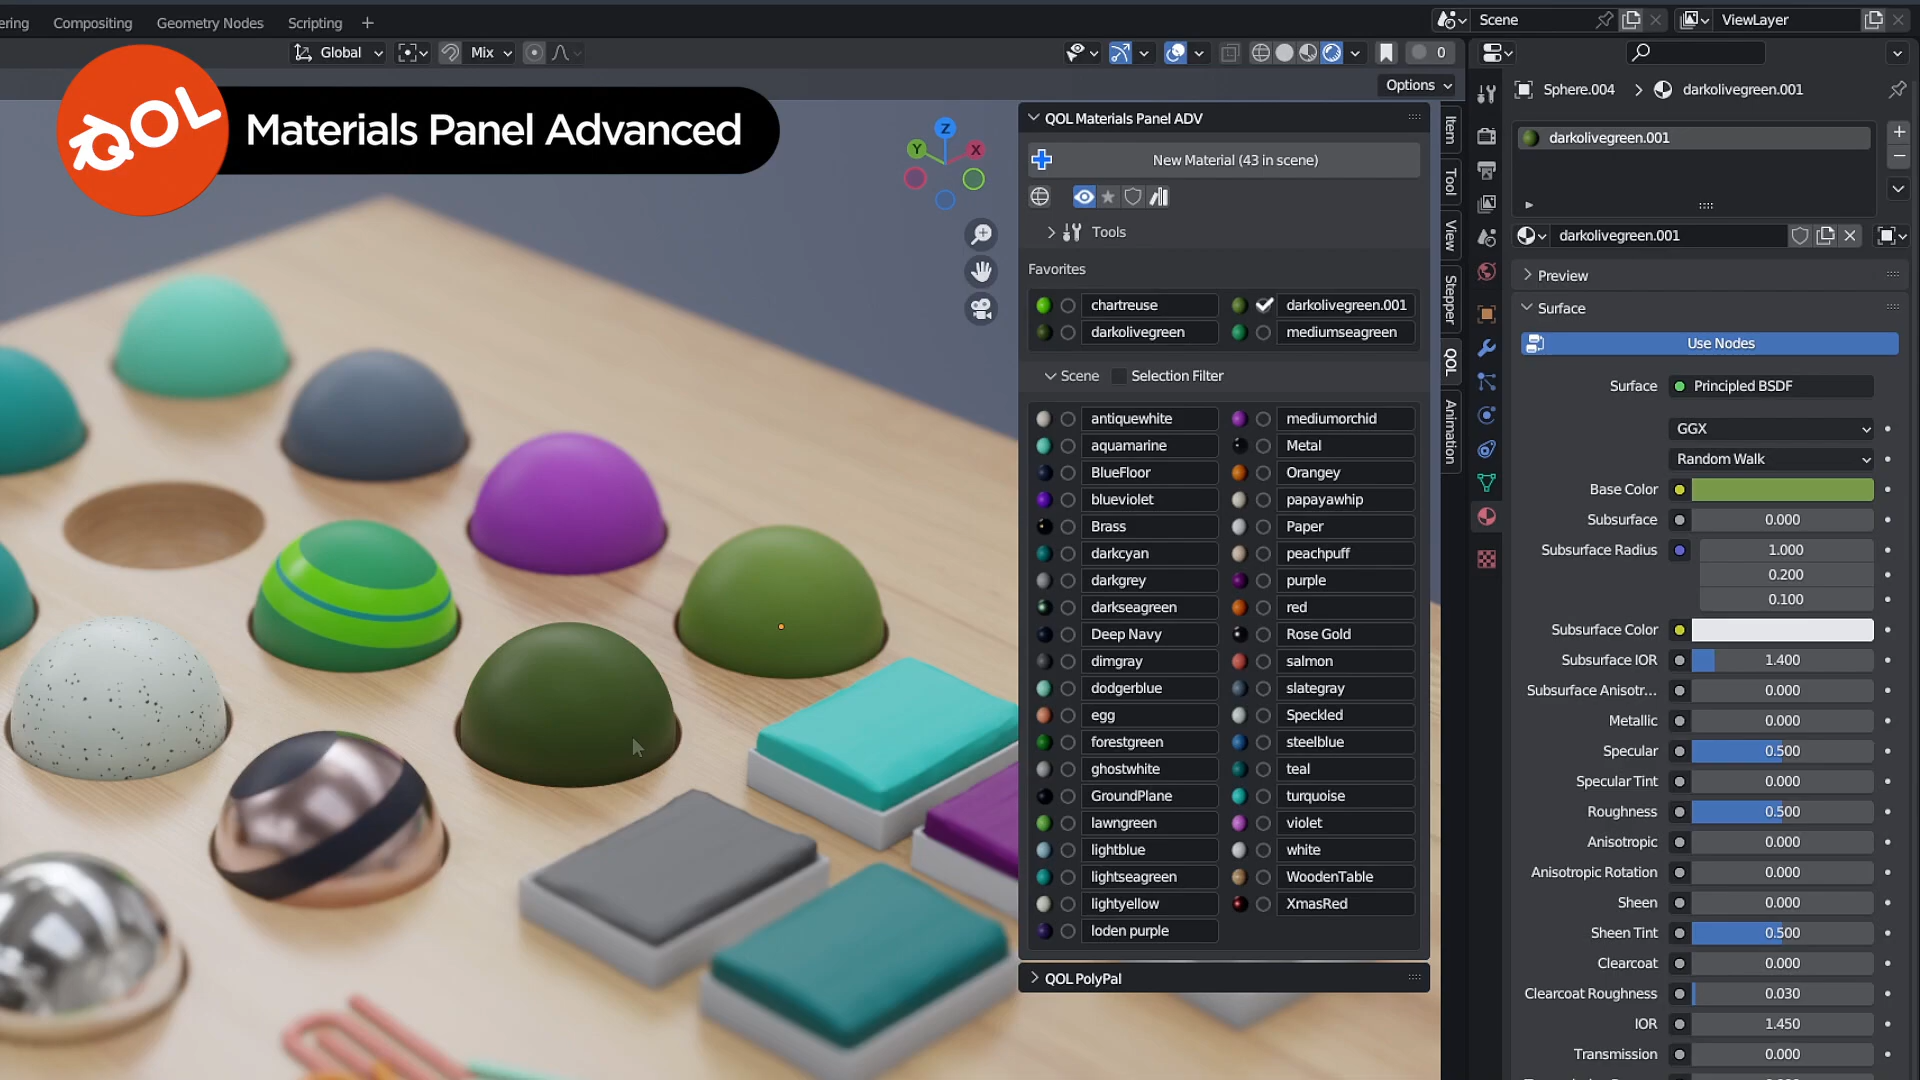 ering Compositing Geometry Nodes Scripting +
Scene ViewLayer
Global Mix 0
Options
QOL Materials Panel Advanced
Z
Y X
QOL Materials Panel ADV
New Material (43 in scene)
Tools
Favorites
chartreuse darkolivegreen.001
darkolivegreen mediumseagreen
Scene Selection Filter
antiquewhite mediumorchid
aquamarine Metal
BlueFloor Orangey
blueviolet papayawhip
Brass Paper
darkcyan peachpuff
darkgrey purple
darkseagreen red
Deep Navy Rose Gold
dimgray salmon
dodgerblue slategray
egg Speckled
forestgreen steelblue
ghostwhite teal
GroundPlane turquoise
lawngreen violet
lightblue white
lightseagreen WoodenTable
lightyellow XmasRed
loden purple
QOL PolyPal
Item
Tool
View
Stepper
QOL
Animation
Sphere.004 > darkolivegreen.001
darkolivegreen.001
darkolivegreen.001
Preview
Surface
Use Nodes
Surface Principled BSDF
GGX
Random Walk
Base Color
Subsurface 0.000
Subsurface Radius 1.000
0.200
0.100
Subsurface Color
Subsurface IOR 1.400
Subsurface Anisotr... 0.000
Metallic 0.000
Specular 0.500
Specular Tint 0.000
Roughness 0.500
Anisotropic 0.000
Anisotropic Rotation 0.000
Sheen 0.000
Sheen Tint 0.500
Clearcoat 0.000
Clearcoat Roughness 0.030
IOR 1.450
Transmission 0.000